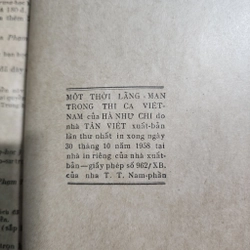 MỘT THỜI LÃNG-MẠN
TRONG THI CA VIỆT-
NAM của HÀ NHƯ CHI do
nhà TÂN VIỆT xuất-bản
lần thư nhất in xong ngày
30 tháng 10 năm 1958 tại
nhà in riêng của nhà xuất-
bản—giấy phép số 962/XB.
của nha T. T. Nam-phần